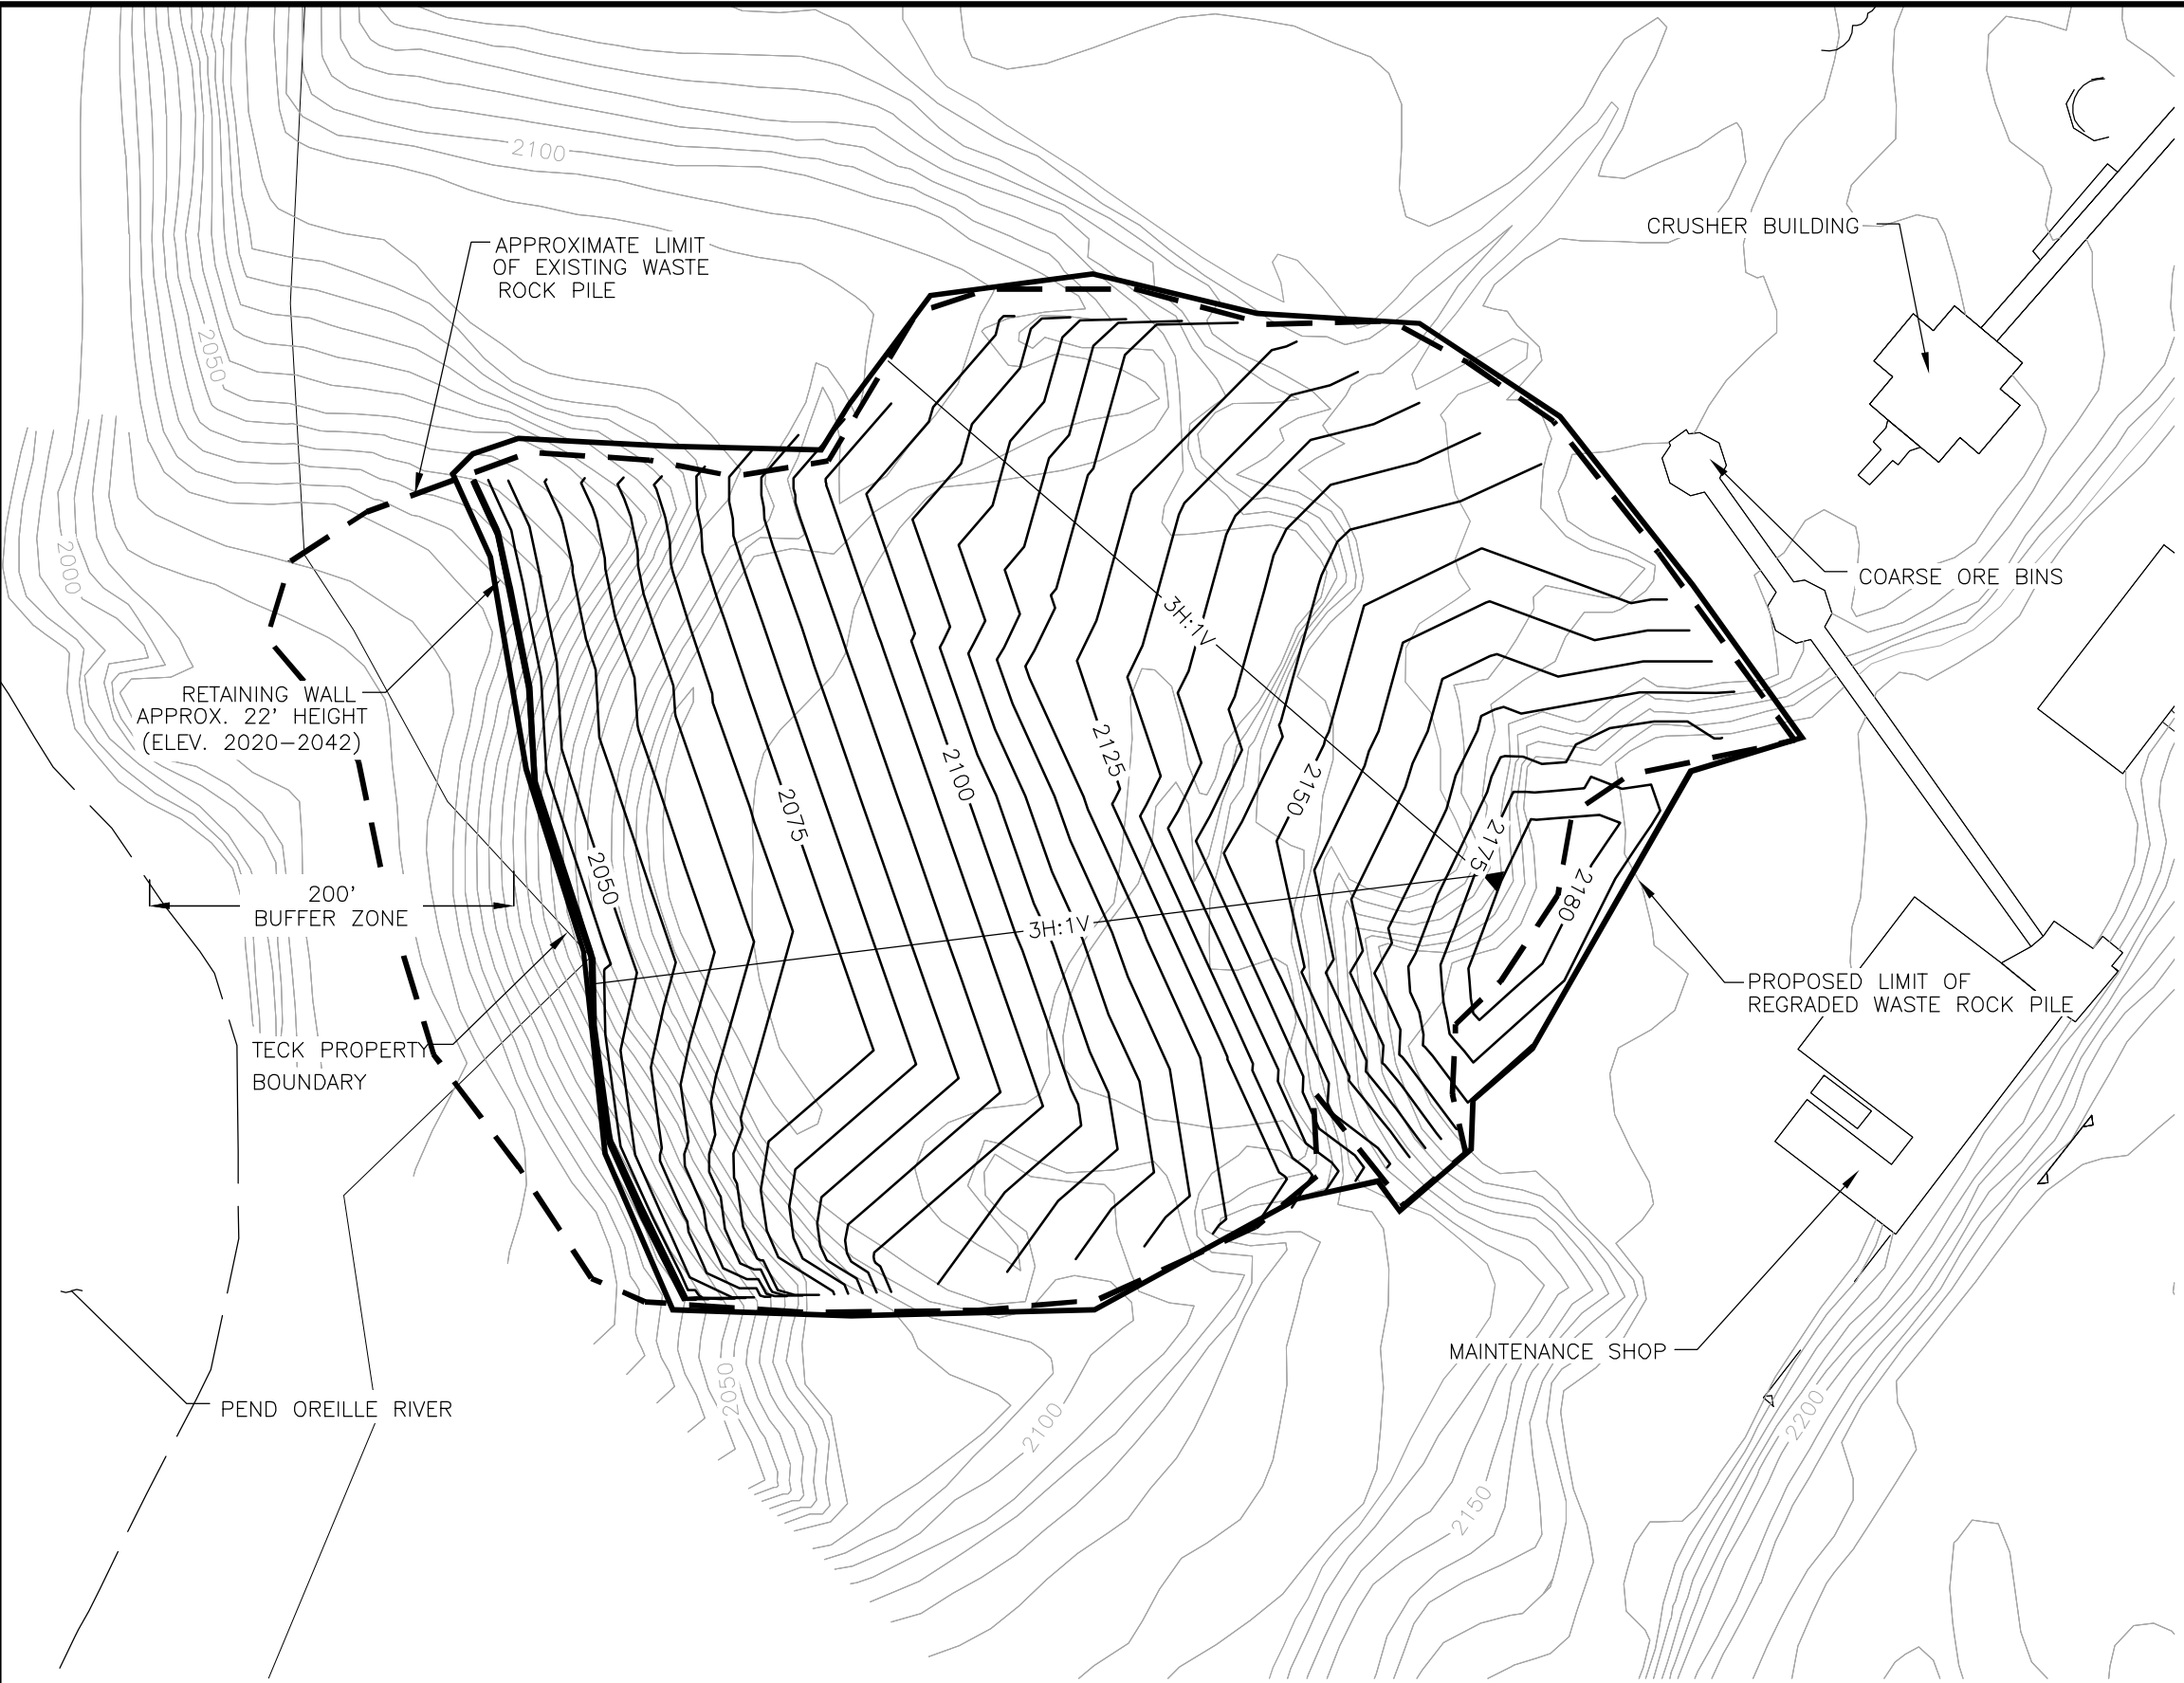 2100
CRUSHER BUILDING
APPROXIMATE LIMIT
OF EXISTING WASTE
ROCK PILE
2050
2000
COARSE ORE BINS
3H:1V
RETAINING WALL
APPROX. 22' HEIGHT
(ELEV. 2020–2042)
2050
2075
2100
2125
2150
2175
2180
200'
BUFFER ZONE
3H:1V
PROPOSED LIMIT OF
REGRADED WASTE ROCK PILE
TECK PROPERTY
BOUNDARY
MAINTENANCE SHOP
PEND OREILLE RIVER
2050
2100
2150
2200